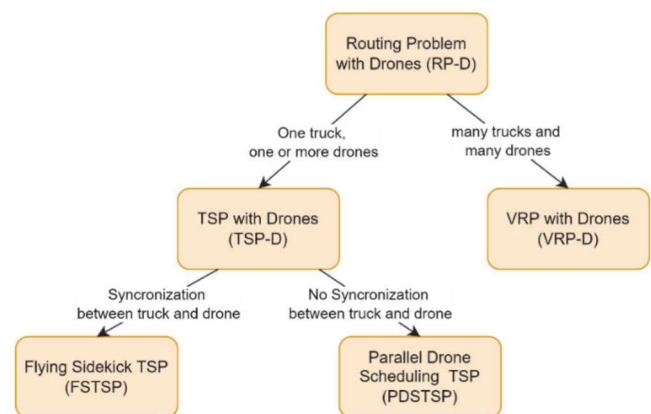 Routing Problem
with Drones (RP-D)
One truck,
one or more drones
many trucks and
many drones
TSP with Drones
(TSP-D)
VRP with Drones
(VRP-D)
Syncronization
between truck and drone
No Syncronization
between truck and drone
Flying Sidekick TSP
(FSTSP)
Parallel Drone
Scheduling TSP
(PDSTSP)